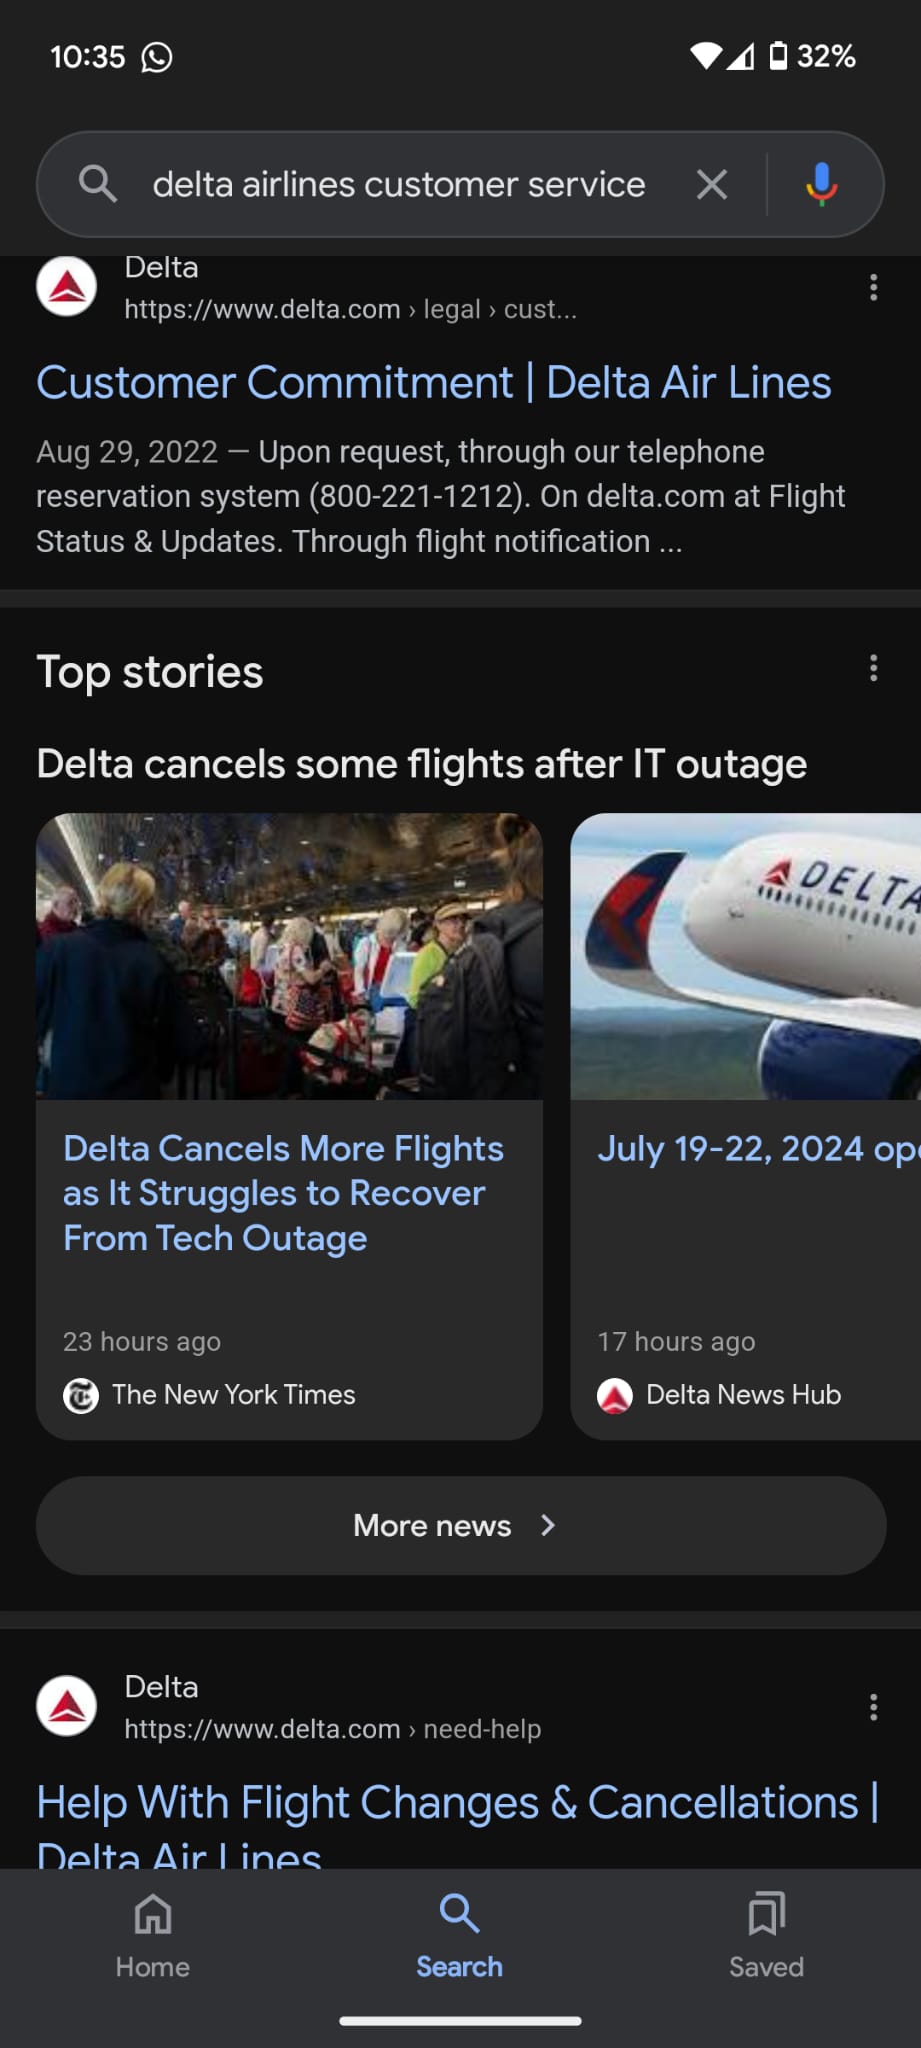 10:35
32%
delta airlines customer service
Delta
https://www.delta.com › legal › cust...
Customer Commitment | Delta Air Lines
Aug 29, 2022 — Upon request, through our telephone
reservation system (800-221-1212). On delta.com at Flight
Status & Updates. Through flight notification ...
Top stories
Delta cancels some flights after IT outage
DELTA
Delta Cancels More Flights
as It Struggles to Recover
From Tech Outage
23 hours ago
The New York Times
July 19-22, 2024 ope
17 hours ago
Delta News Hub
More news
Delta
https://www.delta.com › need-help
Help With Flight Changes & Cancellations |
Delta Air Lines
Home
Search
Saved